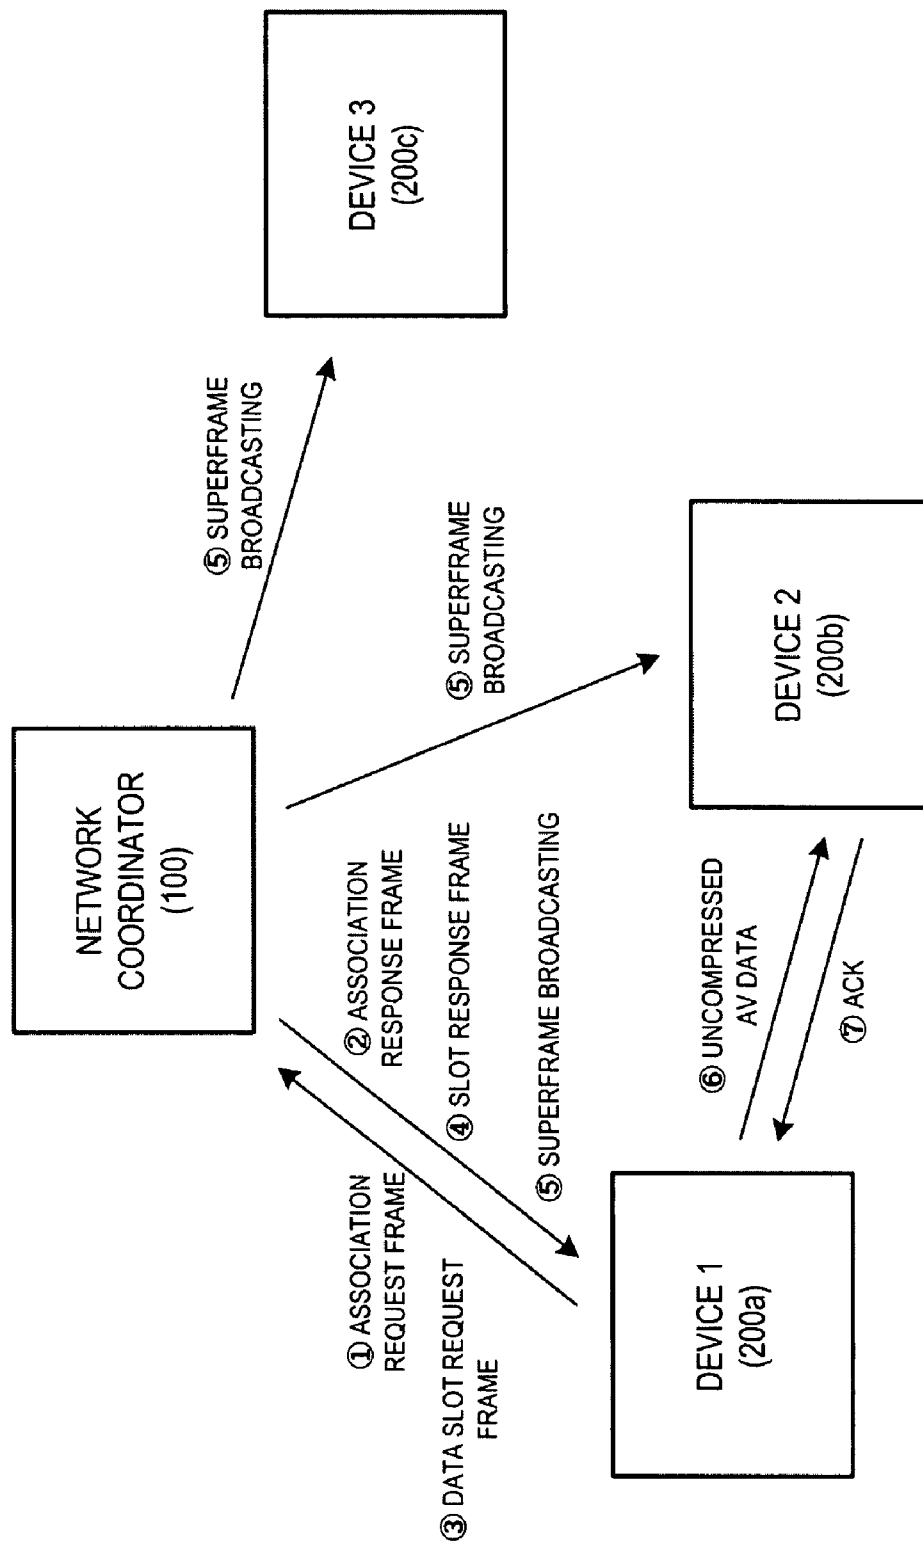 NETWORK
COORDINATOR
(100)
⑤ SUPERFRAME
BROADCASTING
DEVICE 3
(200c)
① ASSOCIATION
REQUEST FRAME
③ DATA SLOT REQUEST
FRAME
② ASSOCIATION
RESPONSE FRAME
④ SLOT RESPONSE FRAME
⑤ SUPERFRAME BROADCASTING
⑤ SUPERFRAME
BROADCASTING
DEVICE 1
(200a)
⑥ UNCOMPRESSED
AV DATA
⑦ ACK
DEVICE 2
(200b)